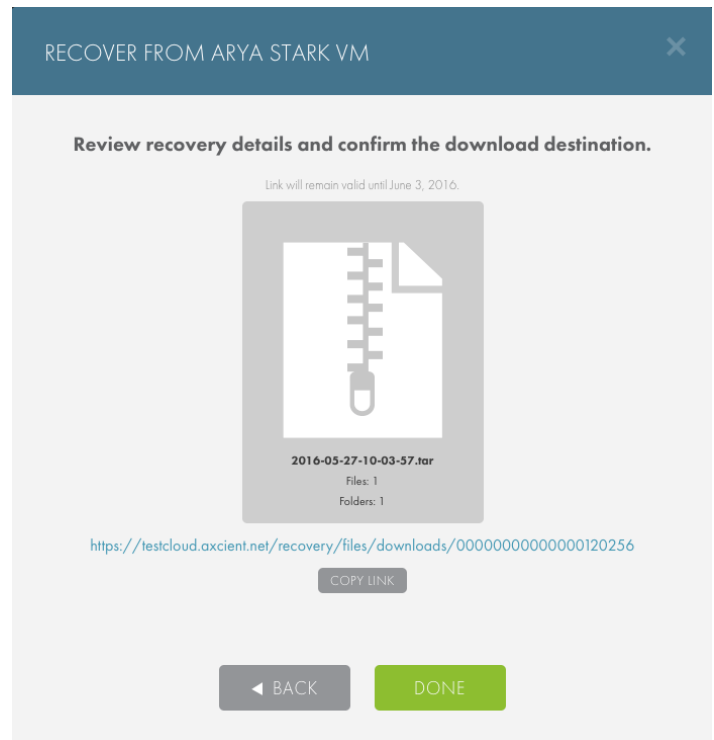 RECOVER FROM ARYA STARK VM
Review recovery details and confirm the download destination.
Link will remain valid until June 3, 2016.
2016-05-27-10-03-57.tar
Files: 1
Folders: 1
https://testcloud.axcient.net/recovery/files/downloads/00000000000000120256
COPY LINK
BACK
DONE